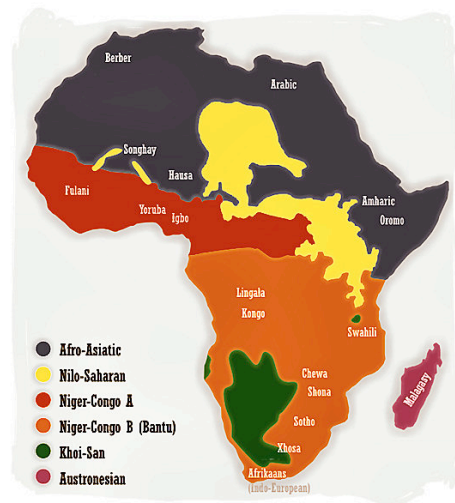 Berber
Arabic
Songhay
Hausa
Fulani
Yoruba
Igbo
Amharic
Oromo
Lingala
Kongo
Swahili
Chewa
Shona
Malagasy
Sotho
Xhosa
Afrikaans
(Indo-European)
Afro-Asiatic
Nilo-Saharan
Niger-Congo A
Niger-Congo B (Bantu)
Khoi-San
Austronesian